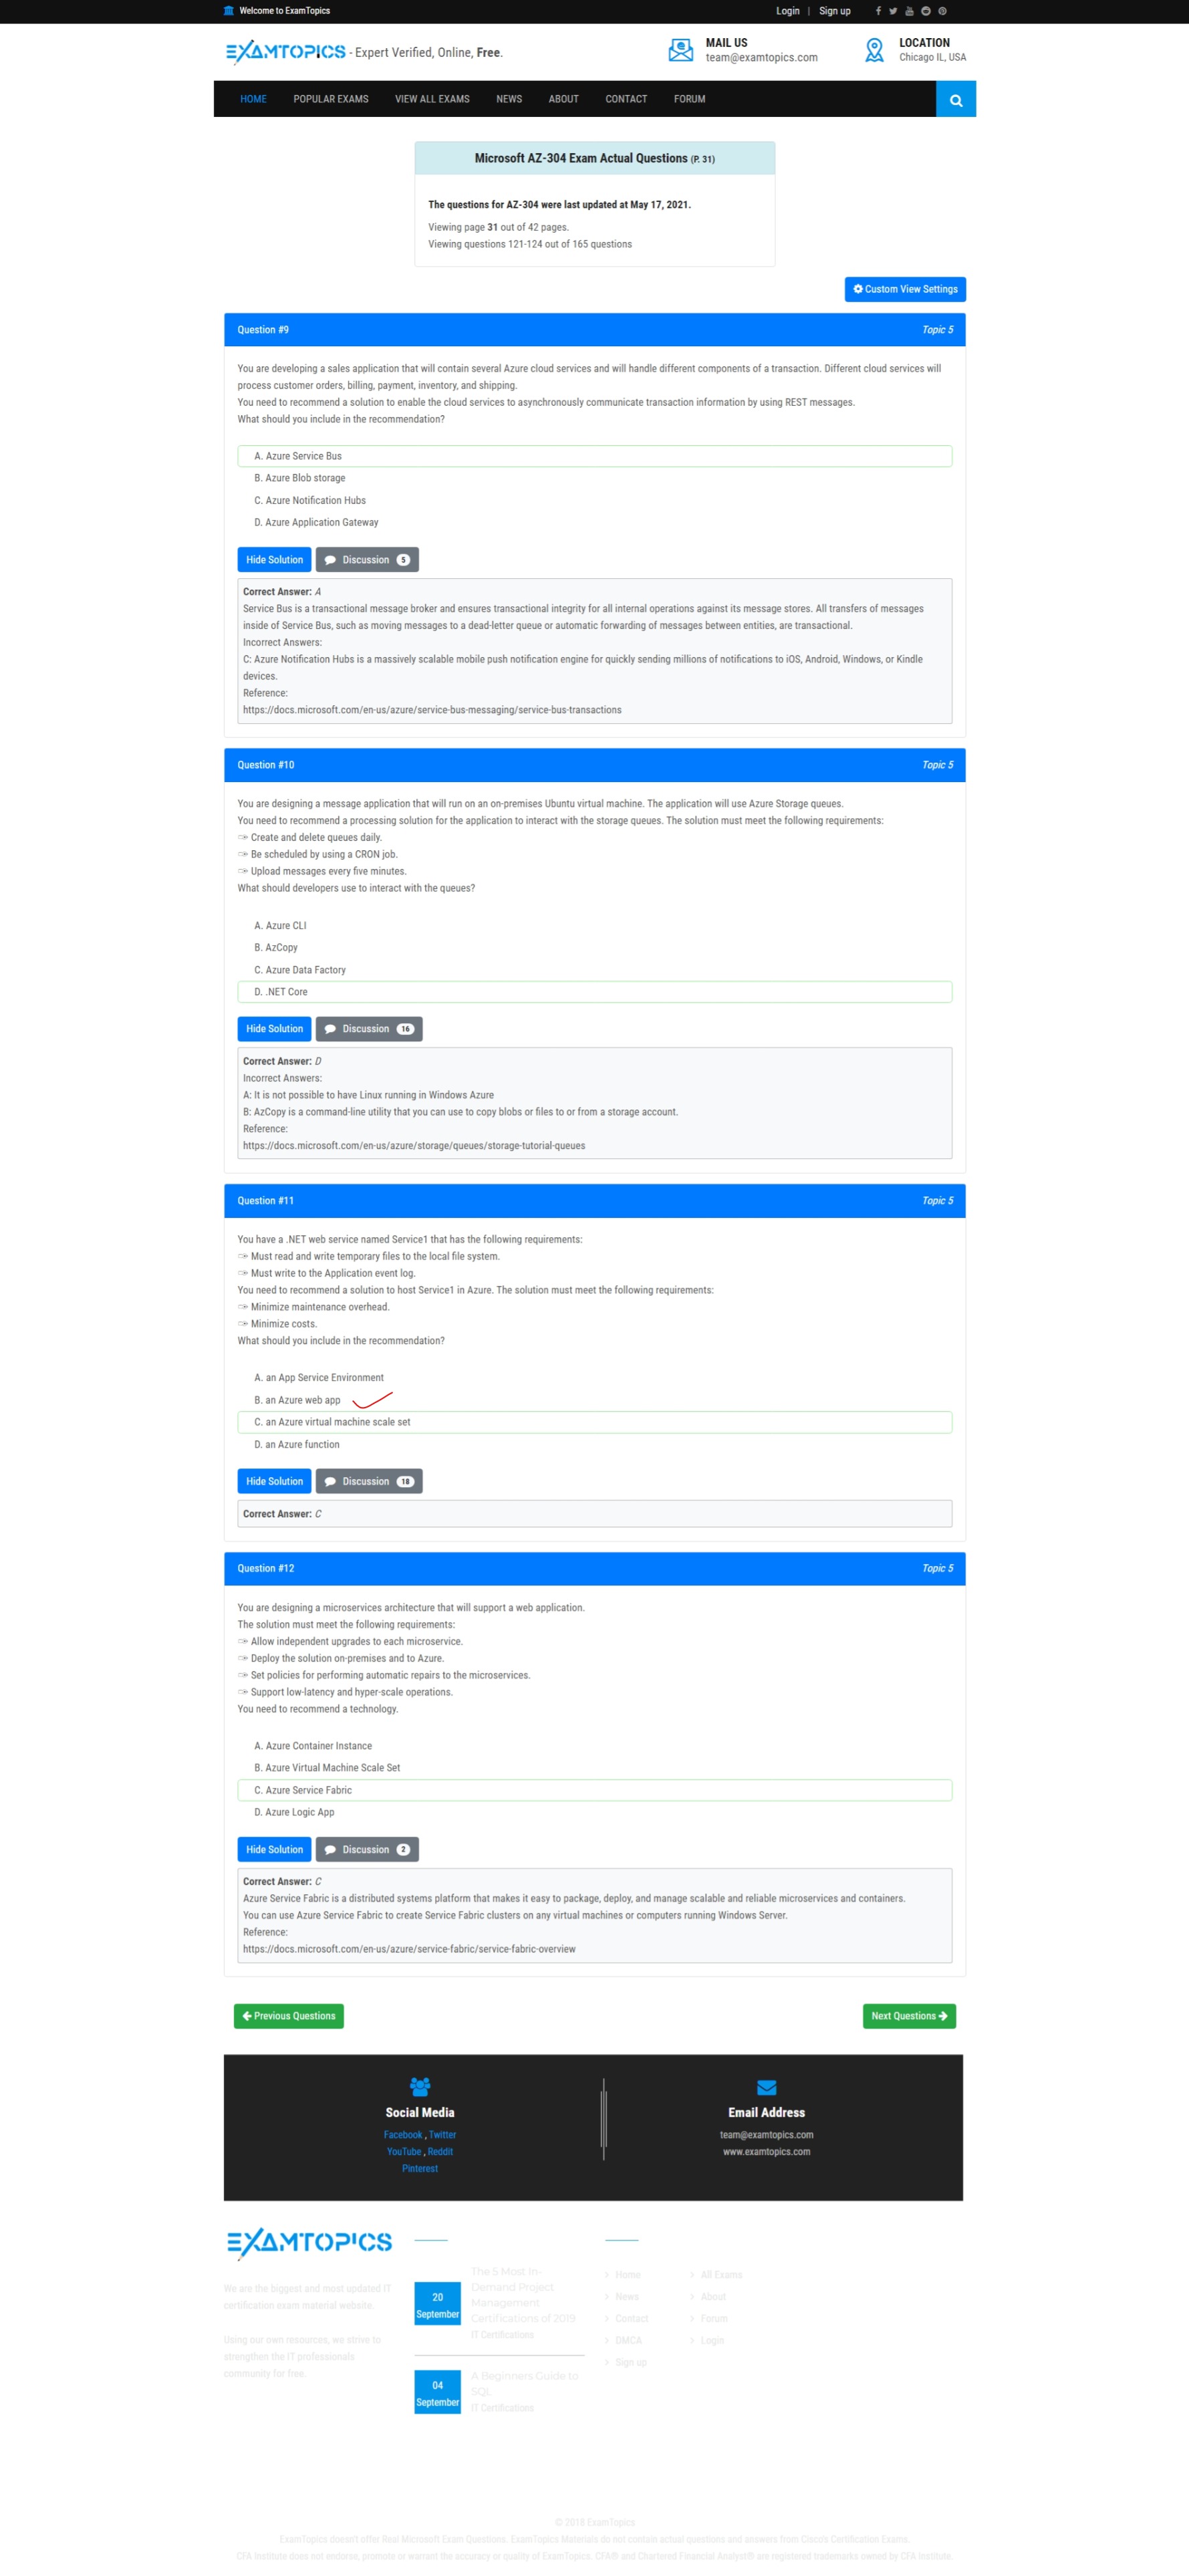 Welcome to ExamTopics
Login | Sign up
EXAMTOPICS - Expert Verified, Online, Free.
MAIL US
team@examtopics.com
LOCATION
Chicago IL, USA
HOME POPULAR EXAMS VIEW ALL EXAMS NEWS ABOUT CONTACT FORUM
Microsoft AZ-304 Exam Actual Questions (P. 31)
The questions for AZ-304 were last updated at May 17, 2021.
Viewing page 31 out of 42 pages.
Viewing questions 121-124 out of 165 questions
Custom View Settings
Question #9 Topic 5
You are developing a sales application that will contain several Azure cloud services and will handle different components of a transaction. Different cloud services will
process customer orders, billing, payment, inventory, and shipping.
You need to recommend a solution to enable the cloud services to asynchronously communicate transaction information by using REST messages.
What should you include in the recommendation?
A. Azure Service Bus
B. Azure Blob storage
C. Azure Notification Hubs
D. Azure Application Gateway
Hide Solution Discussion 5
Correct Answer: A
Service Bus is a transactional message broker and ensures transactional integrity for all internal operations against its message stores. All transfers of messages
inside of Service Bus, such as moving messages to a dead-letter queue or automatic forwarding of messages between entities, are transactional.
Incorrect Answers:
C: Azure Notification Hubs is a massively scalable mobile push notification engine for quickly sending millions of notifications to iOS, Android, Windows, or Kindle
devices.
Reference:
https://docs.microsoft.com/en-us/azure/service-bus-messaging/service-bus-transactions
Question #10 Topic 5
You are designing a message application that will run on an on-premises Ubuntu virtual machine. The application will use Azure Storage queues.
You need to recommend a processing solution for the application to interact with the storage queues. The solution must meet the following requirements:
Create and delete queues daily.
Be scheduled by using a CRON job.
Upload messages every five minutes.
What should developers use to interact with the queues?
A. Azure CLI
B. AzCopy
C. Azure Data Factory
D. .NET Core
Hide Solution Discussion 16
Correct Answer: D
Incorrect Answers:
A: It is not possible to have Linux running in Windows Azure
B: AzCopy is a command-line utility that you can use to copy blobs or files to or from a storage account.
Reference:
https://docs.microsoft.com/en-us/azure/storage/queues/storage-tutorial-queues
Question #11 Topic 5
You have a .NET web service named Service1 that has the following requirements:
Must read and write temporary files to the local file system.
Must write to the Application event log.
You need to recommend a solution to host Service1 in Azure. The solution must meet the following requirements:
Minimize maintenance overhead.
Minimize costs.
What should you include in the recommendation?
A. an App Service Environment
B. an Azure web app
C. an Azure virtual machine scale set
D. an Azure function
Hide Solution Discussion 18
Correct Answer: C
Question #12 Topic 5
You are designing a microservices architecture that will support a web application.
The solution must meet the following requirements:
Allow independent upgrades to each microservice.
Deploy the solution on-premises and to Azure.
Set policies for performing automatic repairs to the microservices.
Support low-latency and hyper-scale operations.
You need to recommend a technology.
A. Azure Container Instance
B. Azure Virtual Machine Scale Set
C. Azure Service Fabric
D. Azure Logic App
Hide Solution Discussion 2
Correct Answer: C
Azure Service Fabric is a distributed systems platform that makes it easy to package, deploy, and manage scalable and reliable microservices and containers.
You can use Azure Service Fabric to create Service Fabric clusters on any virtual machines or computers running Windows Server.
Reference:
https://docs.microsoft.com/en-us/azure/service-fabric/service-fabric-overview
Previous Questions Next Questions
Social Media
Facebook , Twitter
YouTube , Reddit
Pinterest
Email Address
team@examtopics.com
www.examtopics.com
EXAMTOPICS
We are the biggest and most updated IT
certification exam material website.
Using our own resources, we strive to
strengthen the IT professionals
community for free.
20
September
The 5 Most In-
Demand Project
Management
Certifications of 2019
IT Certifications
04
September
A Beginners Guide to
SQL
IT Certifications
Home
News
Contact
DMCA
Sign up
All Exams
About
Forum
Login
© 2018 ExamTopics
ExamTopics doesn't offer Real Microsoft Exam Questions. ExamTopics Materials do not contain actual questions and answers from Cisco's Certification Exams.
CFA Institute does not endorse, promote or warrant the accuracy or quality of ExamTopics. CFA® and Chartered Financial Analyst® are registered trademarks owned by CFA Institute.